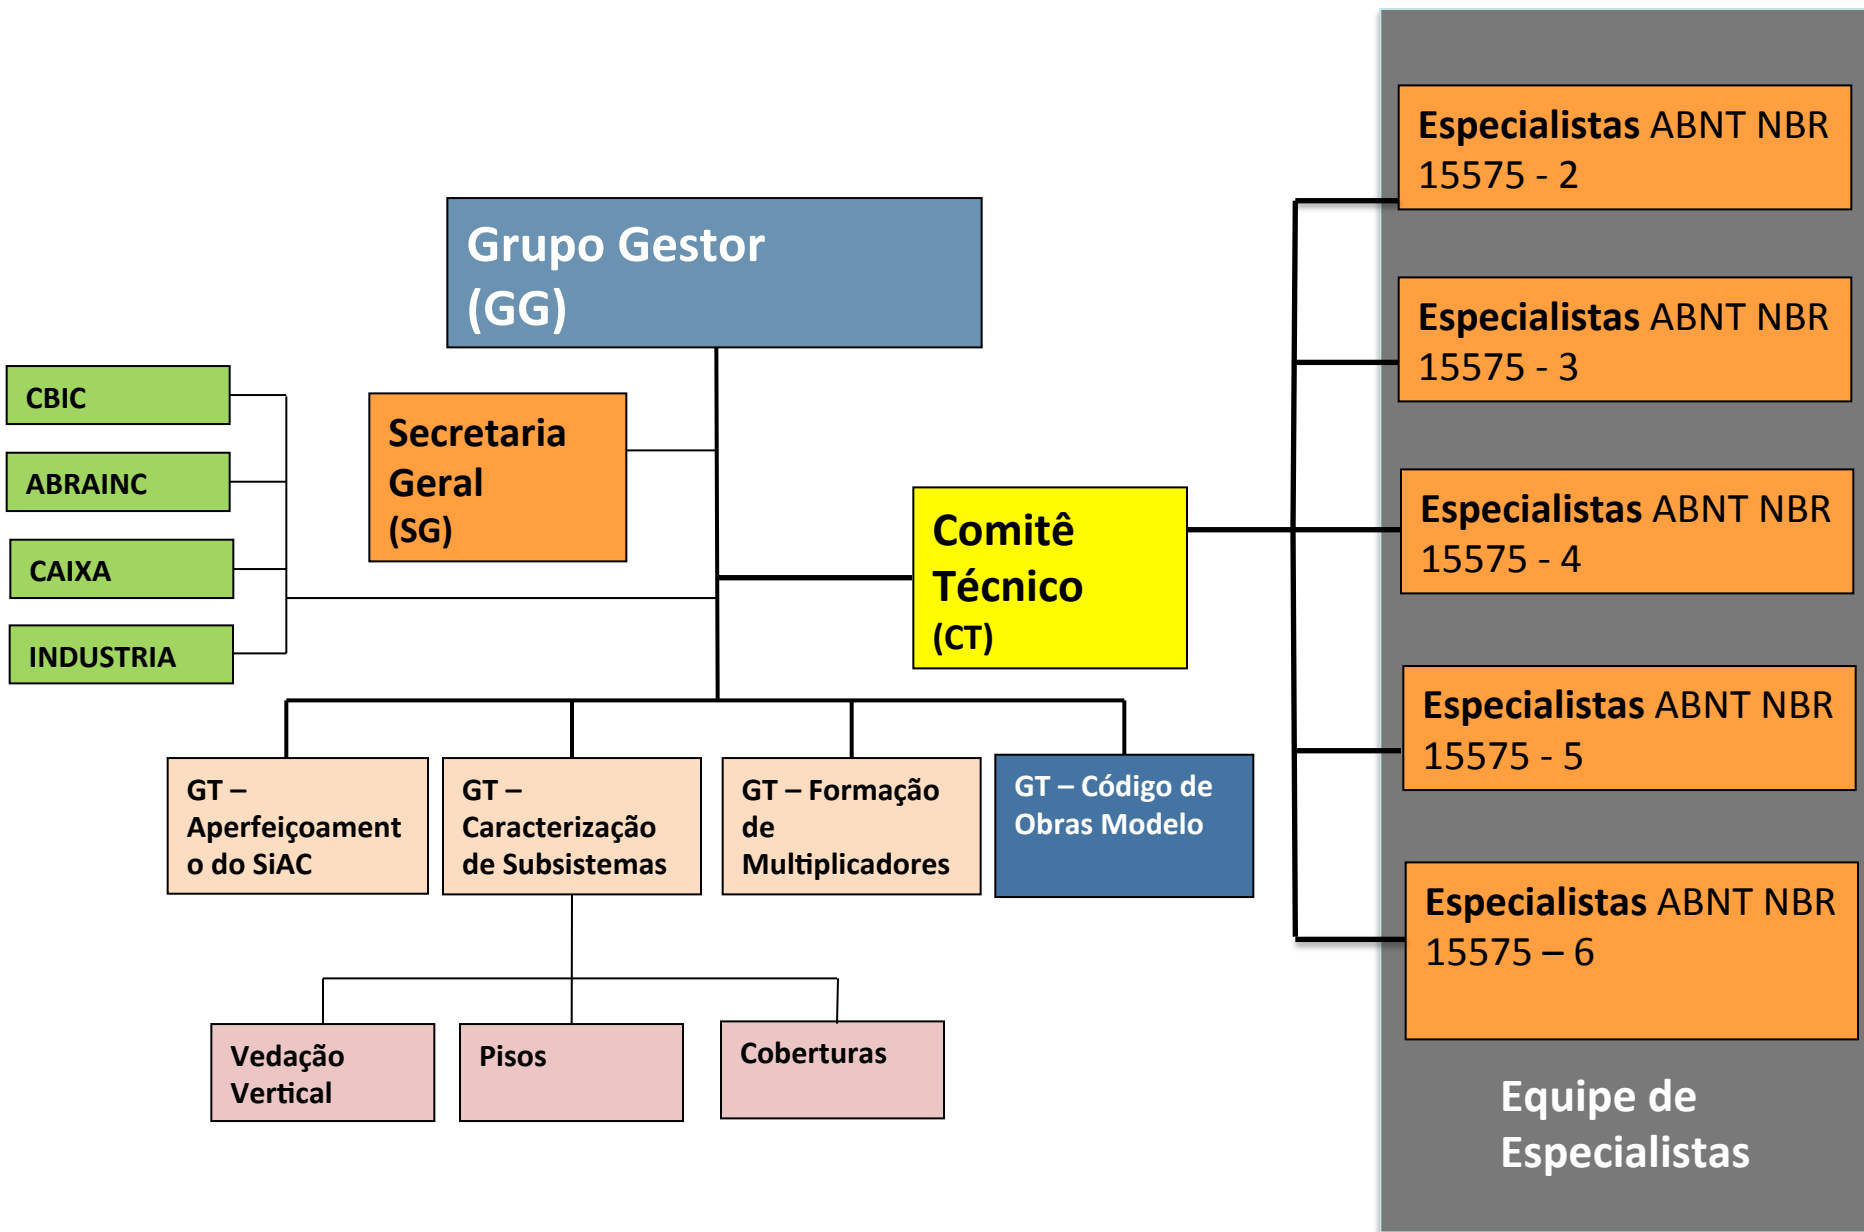 Grupo Gestor
(GG)
CBIC
ABRAINC
CAIXA
INDUSTRIA
Secretaria
Geral
(SG)
Comitê
Técnico
(CT)
GT –
Aperfeiçoament
o do SiAC
GT –
Caracterização
de Subsistemas
GT – Formação
de
Multiplicadores
GT – Código de
Obras Modelo
Vedação
Vertical
Pisos
Coberturas
Especialistas ABNT NBR
15575 - 2
Especialistas ABNT NBR
15575 - 3
Especialistas ABNT NBR
15575 - 4
Especialistas ABNT NBR
15575 - 5
Especialistas ABNT NBR
15575 – 6
Equipe de
Especialistas